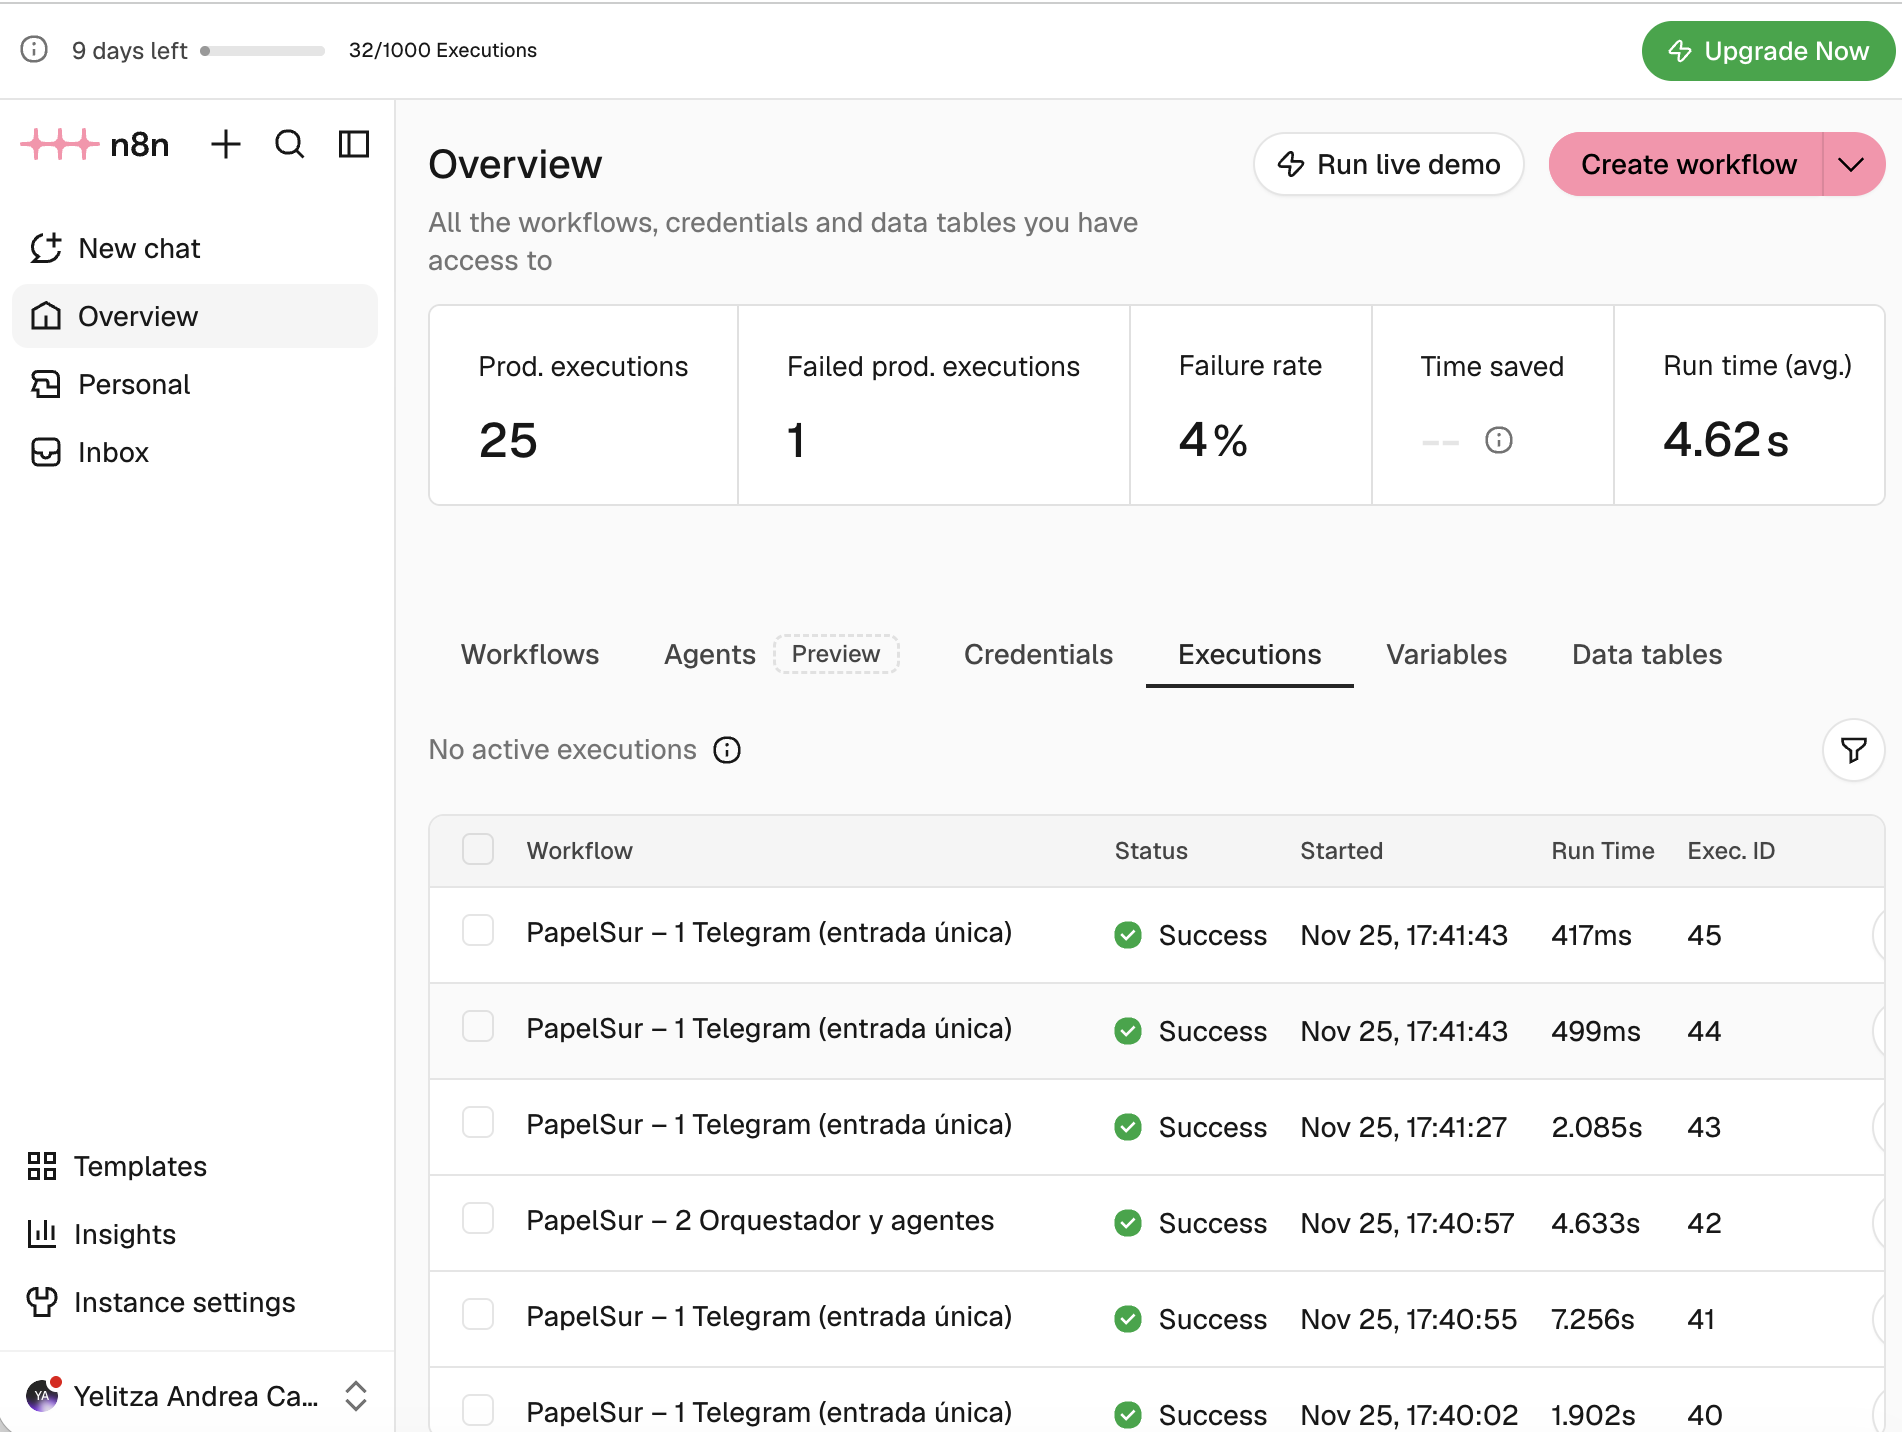 9 days left
32/1000 Executions
Upgrade Now
n8n
New chat
Overview
Personal
Inbox
Templates
Insights
Instance settings
YA
Yelitza Andrea Ca...
Overview
Run live demo
Create workflow
All the workflows, credentials and data tables you have
access to
Prod. executions
25
Failed prod. executions
1
Failure rate
4%
Time saved
--
Run time (avg.)
4.62s
Workflows
Agents
Preview
Credentials
Executions
Variables
Data tables
No active executions
Workflow Status Started Run Time Exec. ID
PapelSur – 1 Telegram (entrada única) Success Nov 25, 17:41:43 417ms 45
PapelSur – 1 Telegram (entrada única) Success Nov 25, 17:41:43 499ms 44
PapelSur – 1 Telegram (entrada única) Success Nov 25, 17:41:27 2.085s 43
PapelSur – 2 Orquestador y agentes Success Nov 25, 17:40:57 4.633s 42
PapelSur – 1 Telegram (entrada única) Success Nov 25, 17:40:55 7.256s 41
PapelSur – 1 Telegram (entrada única) Success Nov 25, 17:40:02 1.902s 40